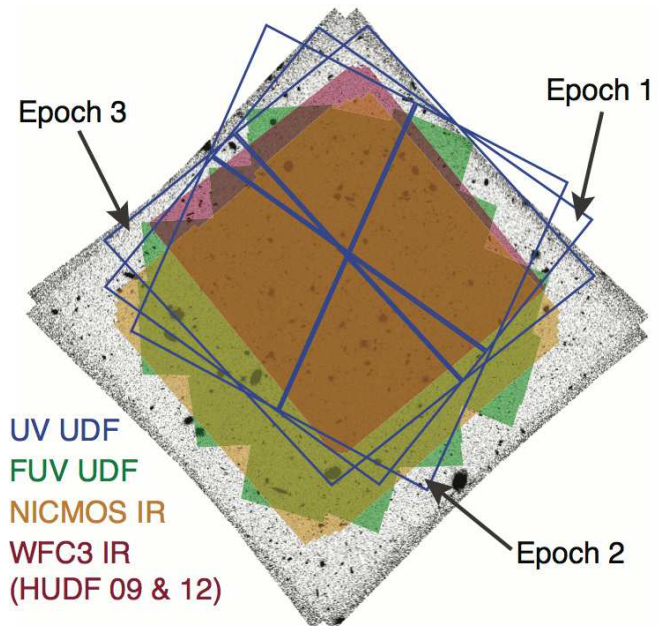 Epoch 3
Epoch 1
UV UDF
FUV UDF
NICMOS IR
WFC3 IR
(HUDF 09 & 12)
Epoch 2